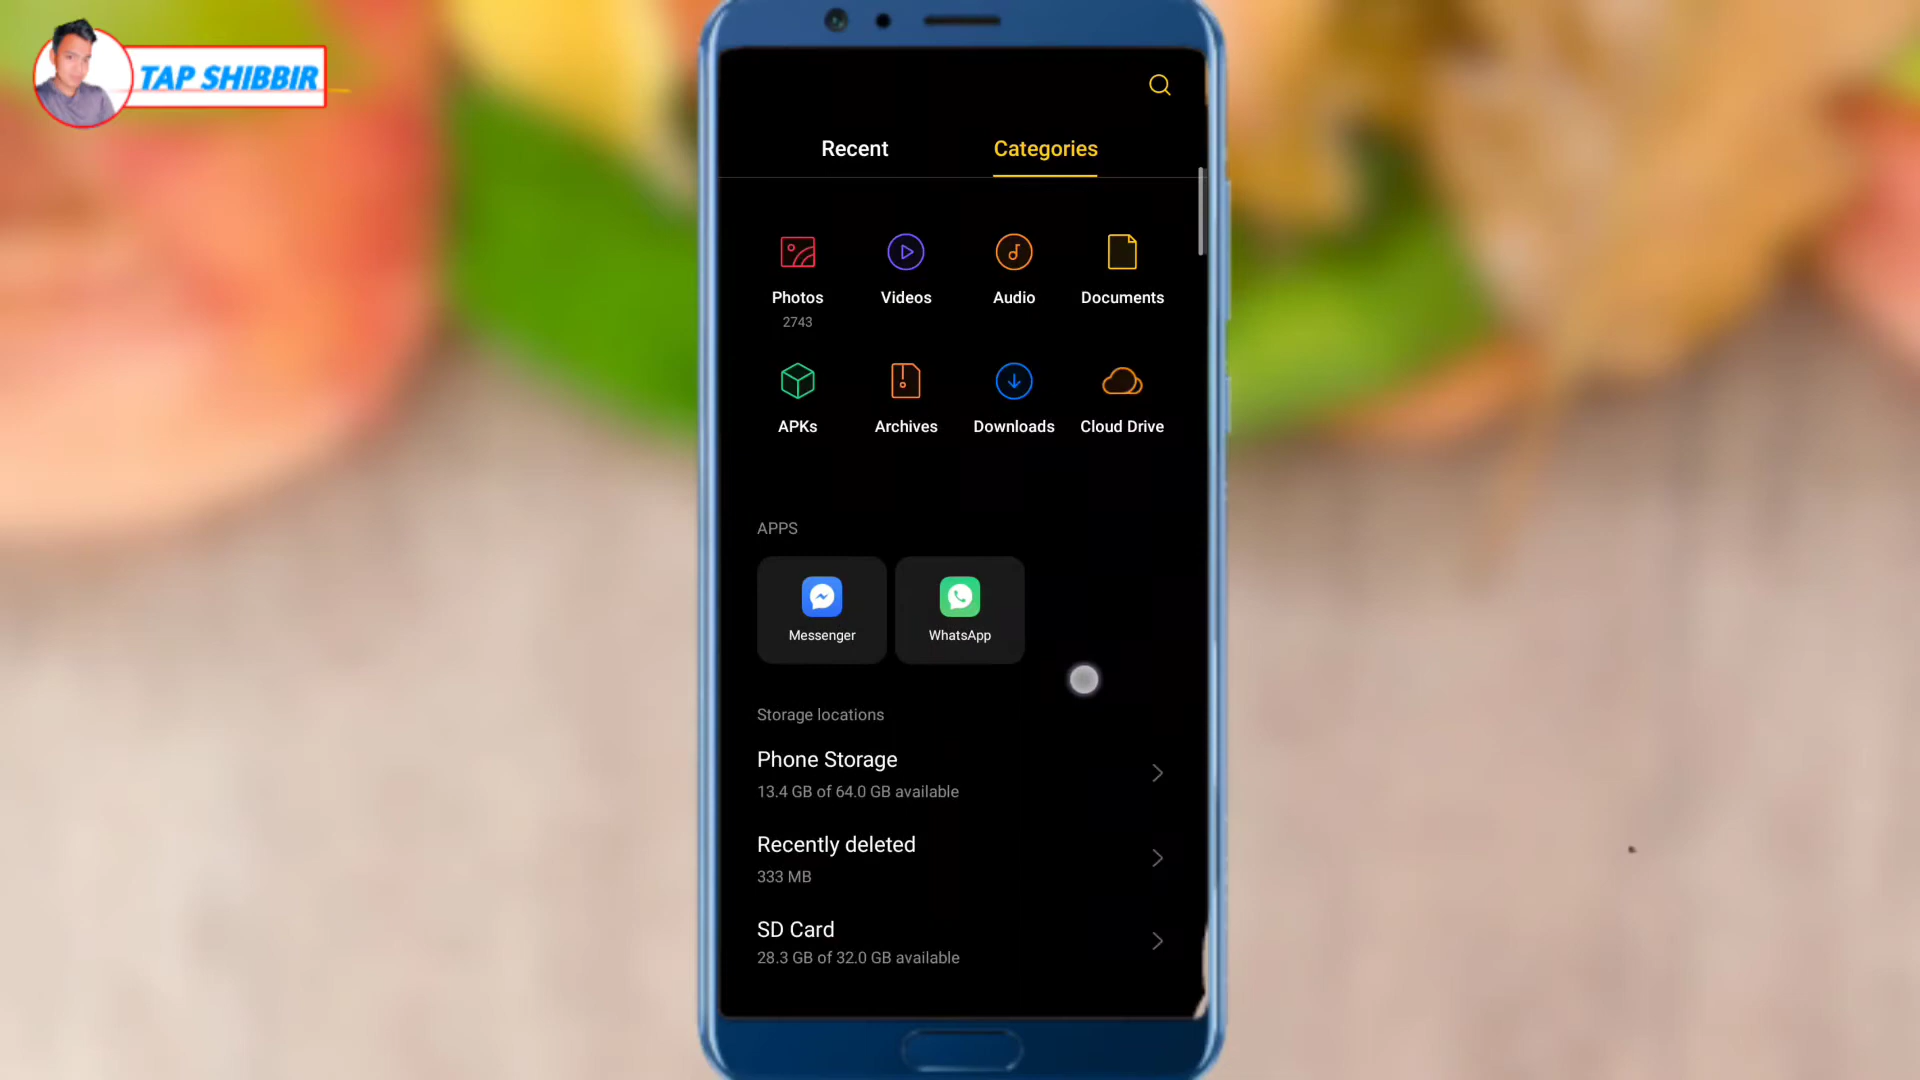 TAP SHIBBIR
Recent
Categories
Photos
2743
Videos
Audio
Documents
APKs
Archives
Downloads
Cloud Drive
APPS
Messenger
WhatsApp
Storage locations
Phone Storage
13.4 GB of 64.0 GB available
Recently deleted
333 MB
SD Card
28.3 GB of 32.0 GB available